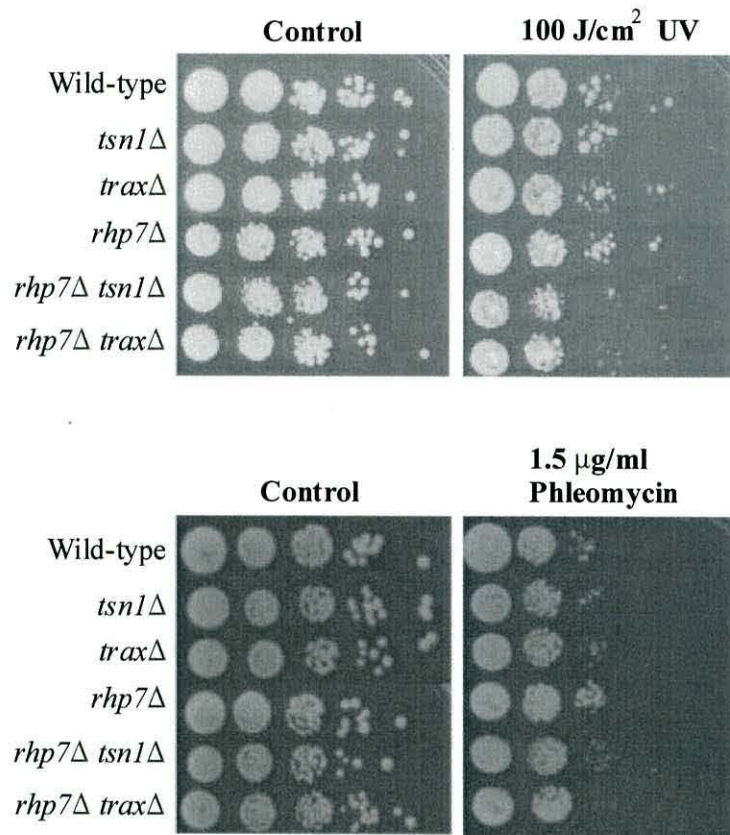 Control
100 J/cm² UV
Wild-type
tsn1Δ
traxΔ
rhp7Δ
rhp7Δ tsn1Δ
rhp7Δ traxΔ
Control
1.5 µg/ml
Phleomycin
Wild-type
tsn1Δ
traxΔ
rhp7Δ
rhp7Δ tsn1Δ
rhp7Δ traxΔ